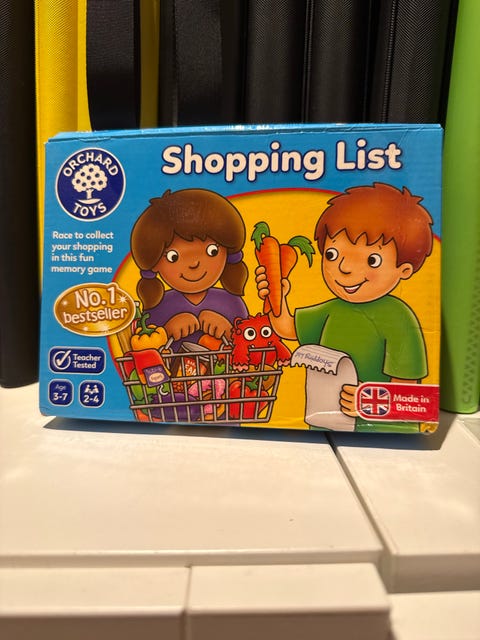 Shopping List
ORCHARD
TOYS
Race to collect
your shopping
in this fun
memory game
No.1
bestseller
Teacher
Tested
Age
3-7
2-4
Made in
Britain